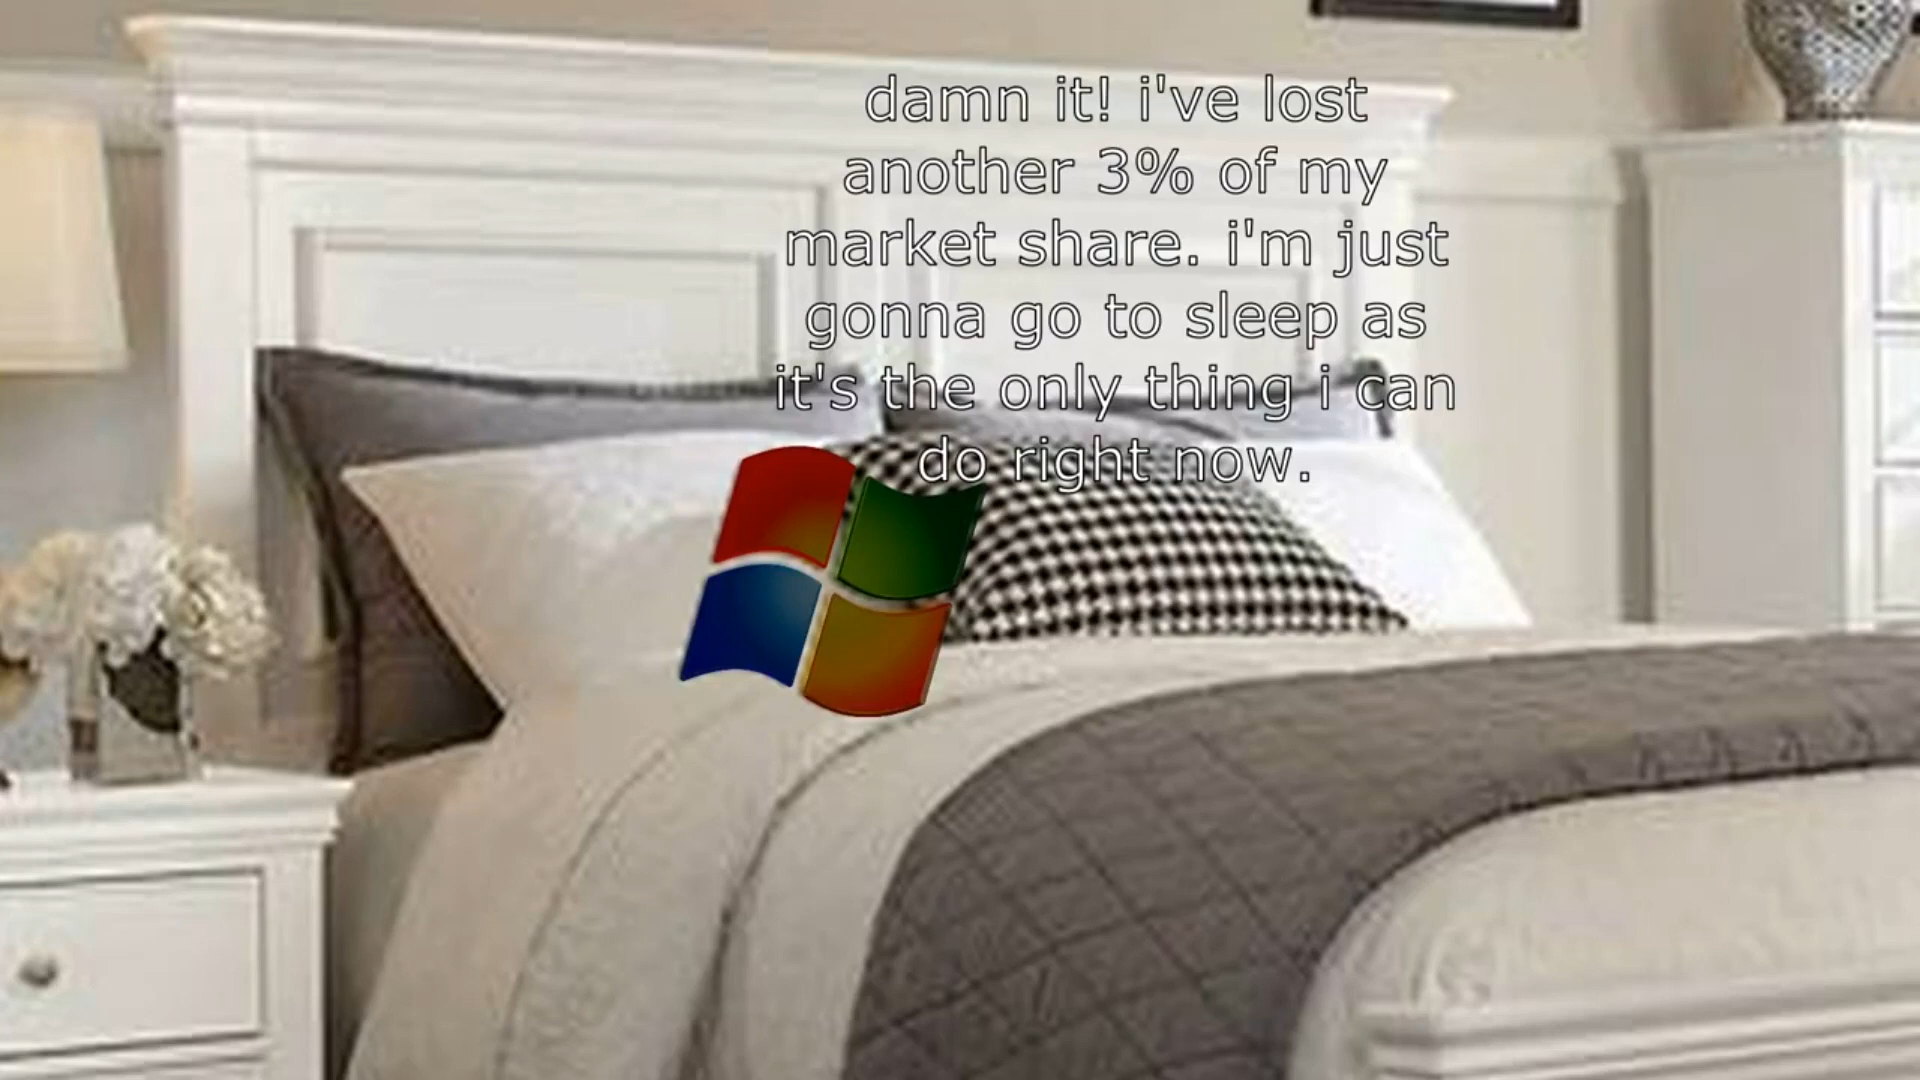 damn it! i've lost
another 3% of my
market share. i'm just
gonna go to sleep as
it's the only thing i can
do right now.